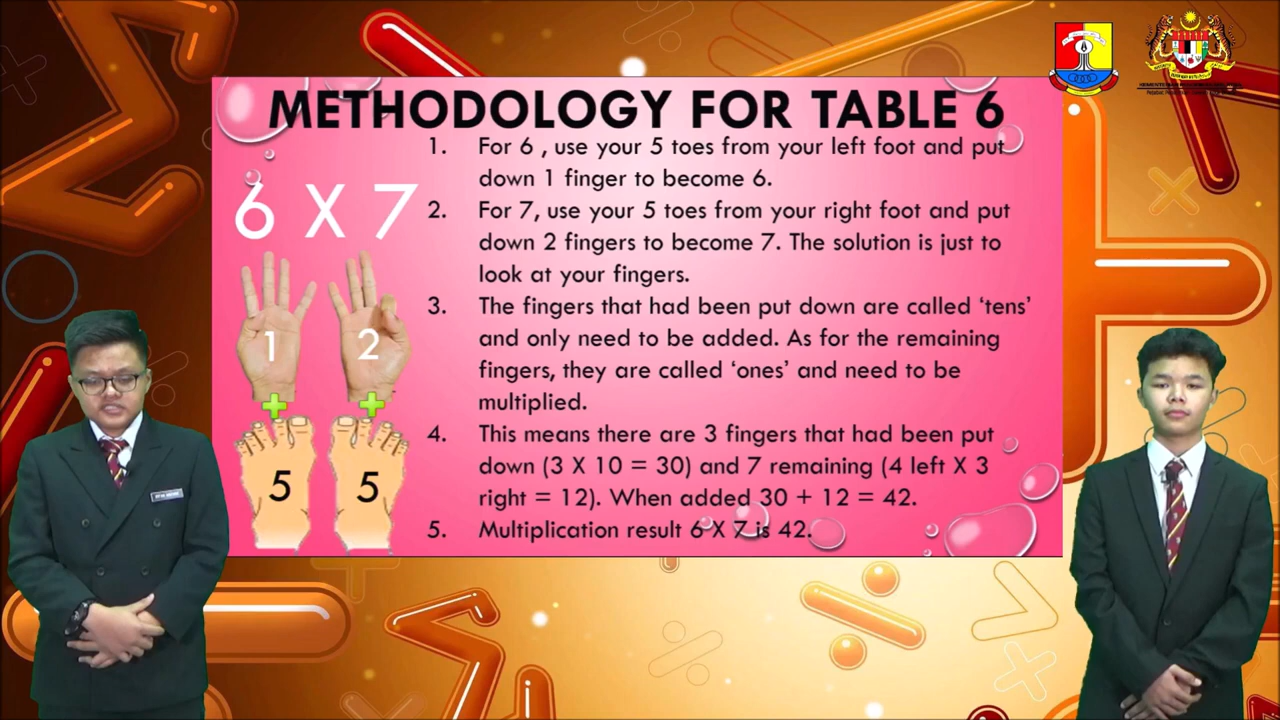 METHODOLOGY FOR TABLE 6
6 X 7
1
2
5
5
1. For 6 , use your 5 toes from your left foot and put
down 1 finger to become 6.
2. For 7, use your 5 toes from your right foot and put
down 2 fingers to become 7. The solution is just to
look at your fingers.
3. The fingers that had been put down are called ‘tens’
and only need to be added. As for the remaining
fingers, they are called ‘ones’ and need to be
multiplied.
4. This means there are 3 fingers that had been put
down (3 X 10 = 30) and 7 remaining (4 left X 3
right = 12). When added 30 + 12 = 42.
5. Multiplication result 6 X 7 is 42.